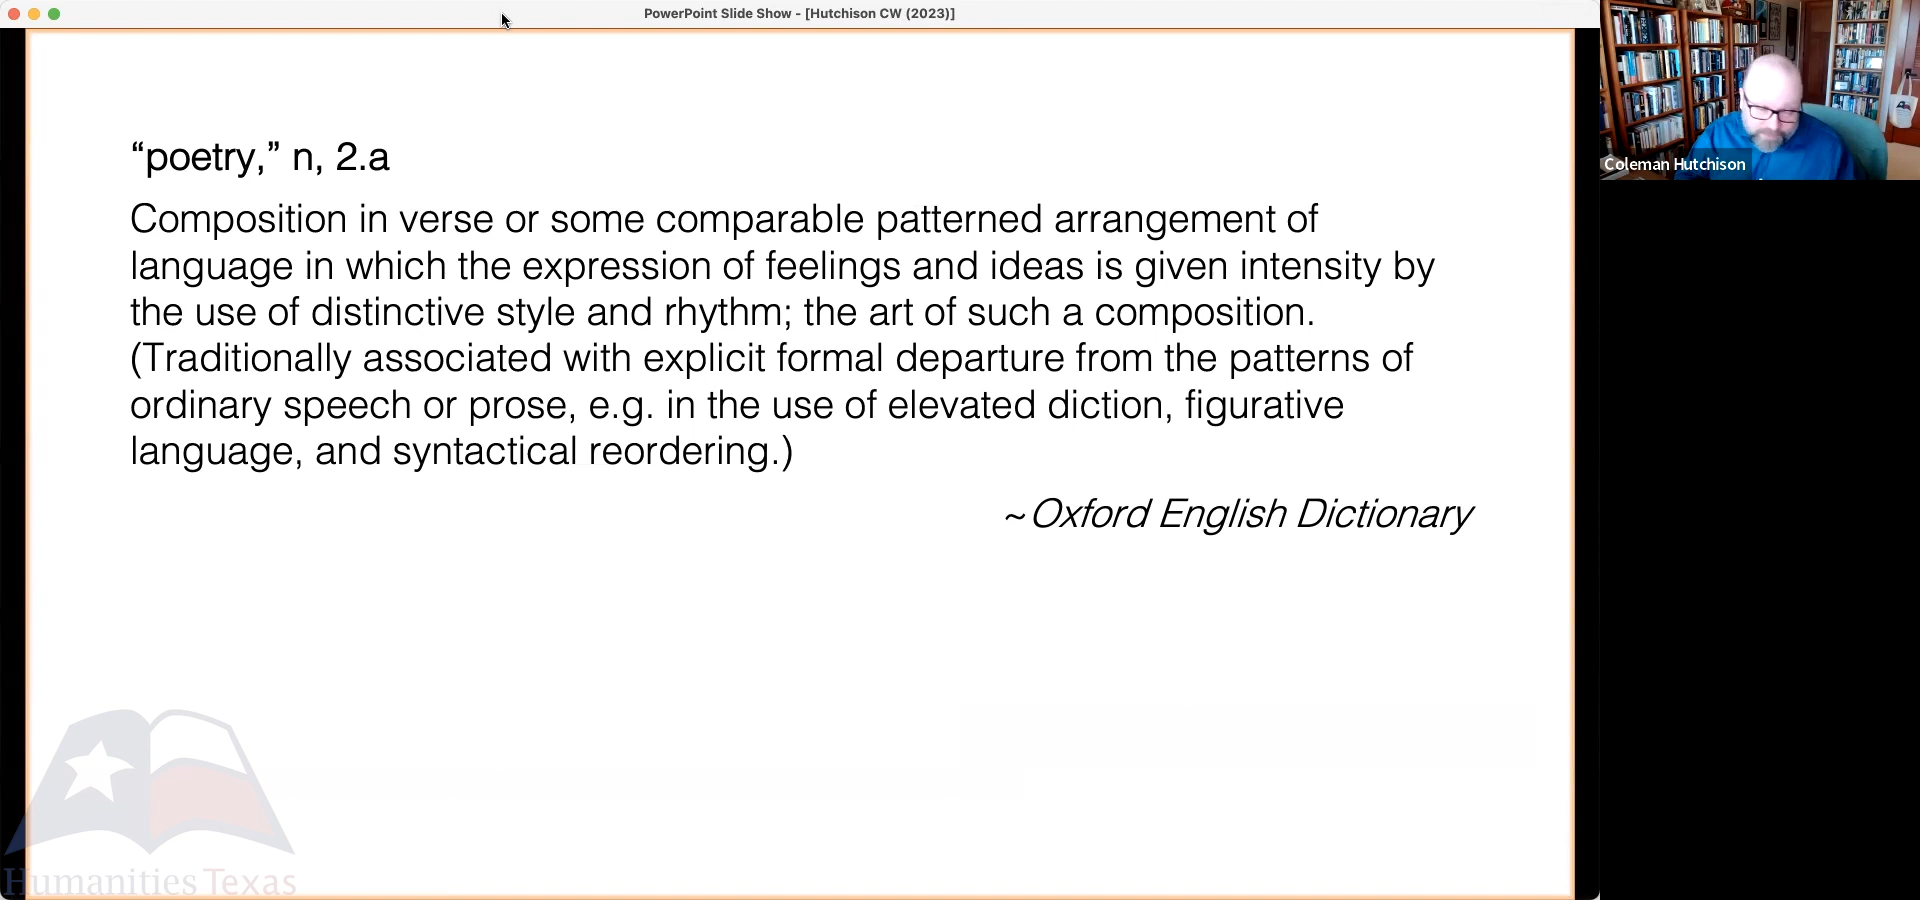 PowerPoint Slide Show - [Hutchison CW (2023)]
“poetry,” n, 2.a
Composition in verse or some comparable patterned arrangement of
language in which the expression of feelings and ideas is given intensity by
the use of distinctive style and rhythm; the art of such a composition.
(Traditionally associated with explicit formal departure from the patterns of
ordinary speech or prose, e.g. in the use of elevated diction, figurative
language, and syntactical reordering.)
~Oxford English Dictionary
Humanities Texas
Coleman Hutchison